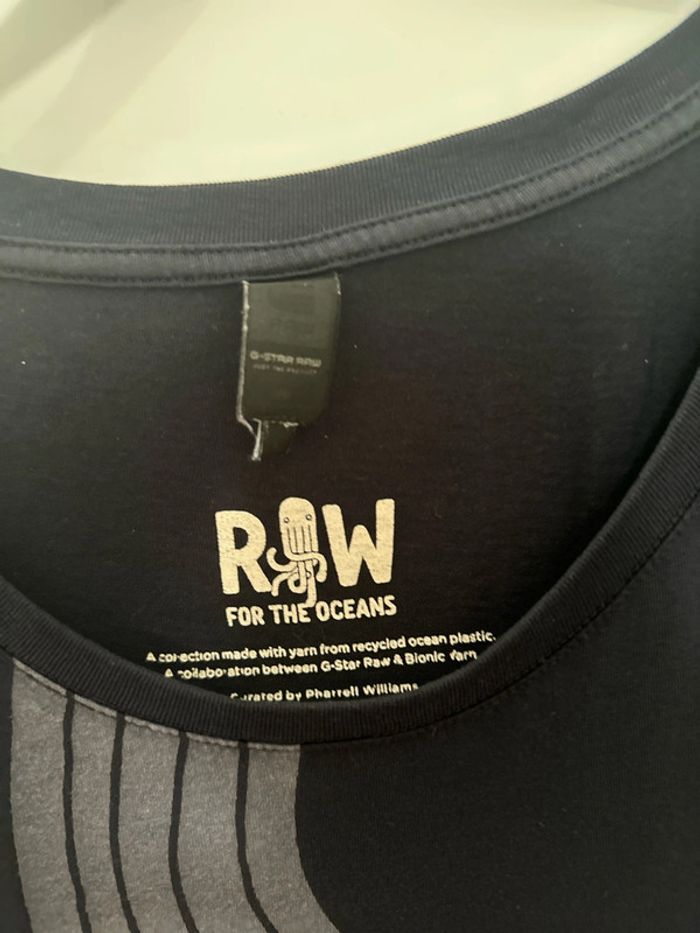 G-STAR RAW
RAW
FOR THE OCEANS
A collection made with yarn from recycled ocean plastic.
A collaboration between G-Star Raw & Bionic Yarn
Curated by Pharrell Williams